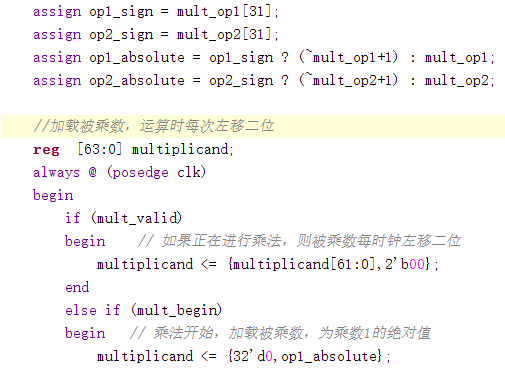 assign op1_sign = mult_op1[31];
assign op2_sign = mult_op2[31];
assign op1_absolute = op1_sign ? (~mult_op1+1) : mult_op1;
assign op2_absolute = op2_sign ? (~mult_op2+1) : mult_op2;
//加载被乘数，运算时每次左移二位
reg  [63:0] multiplicand;
always @ (posedge clk)
begin
    if (mult_valid)
    begin    // 如果正在进行乘法，则被乘数每时钟左移二位
        multiplicand <= {multiplicand[61:0],2'b00};
    end
    else if (mult_begin)
    begin   // 乘法开始，加载被乘数，为乘数1的绝对值
        multiplicand <= {32'd0,op1_absolute};